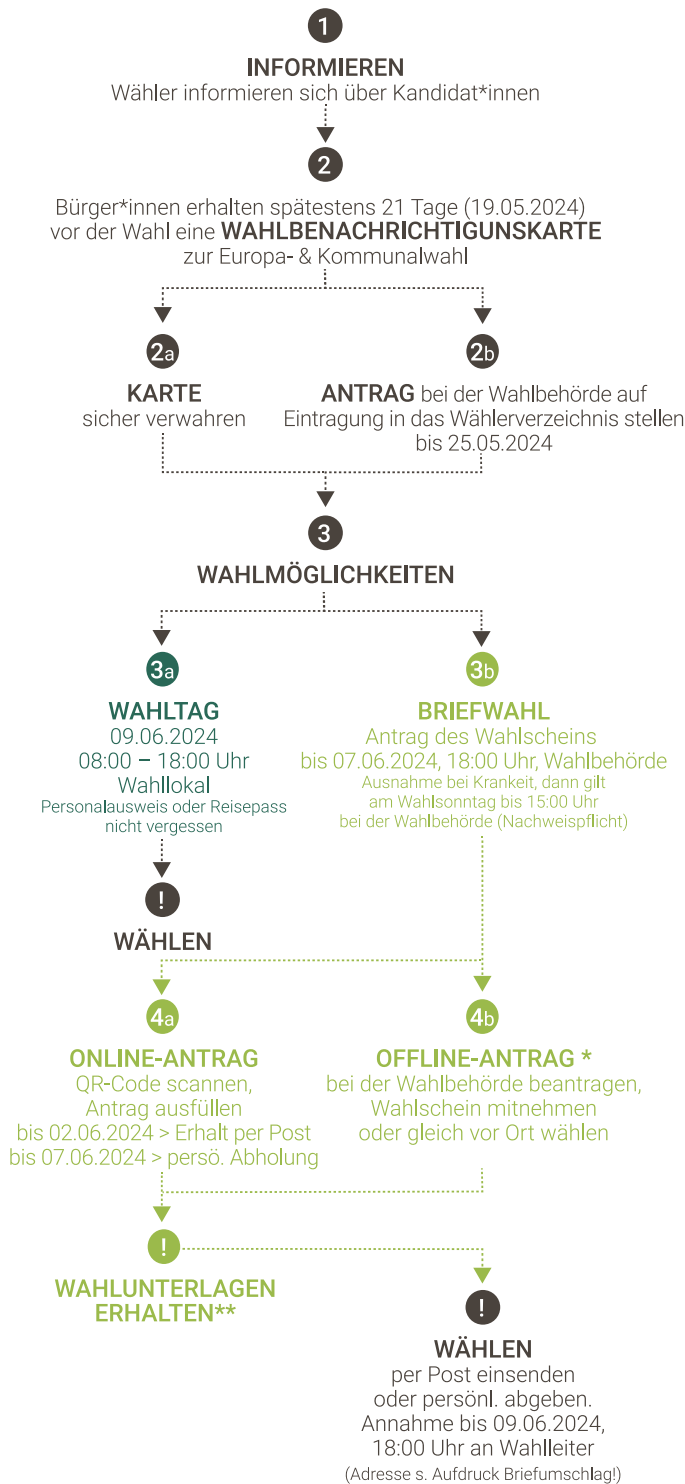 1
INFORMIEREN
Wähler informieren sich über Kandidat*innen
2
Bürger*innen erhalten spätestens 21 Tage (19.05.2024)
vor der Wahl eine WAHLBENACHRICHTIGUNSKARTE
zur Europa- & Kommunalwahl
2a
KARTE
sicher verwahren
2b
ANTRAG bei der Wahlbehörde auf
Eintragung in das Wählerverzeichnis stellen
bis 25.05.2024
3
WAHLMÖGLICHKEITEN
3a
WAHLTAG
09.06.2024
08:00 – 18:00 Uhr
Wahllokal
Personalausweis oder Reisepass
nicht vergessen
!
WÄHLEN
3b
BRIEFWAHL
Antrag des Wahlscheins
bis 07.06.2024, 18:00 Uhr, Wahlbehörde
Ausnahme bei Krankeit, dann gilt
am Wahlsonntag bis 15:00 Uhr
bei der Wahlbehörde (Nachweispflicht)
4a
ONLINE-ANTRAG
QR-Code scannen,
Antrag ausfüllen
bis 02.06.2024 > Erhalt per Post
bis 07.06.2024 > persö. Abholung
4b
OFFLINE-ANTRAG *
bei der Wahlbehörde beantragen,
Wahlschein mitnehmen
oder gleich vor Ort wählen
!
WAHLUNTERLAGEN
ERHALTEN**
!
WÄHLEN
per Post einsenden
oder persönl. abgeben.
Annahme bis 09.06.2024,
18:00 Uhr an Wahlleiter
(Adresse s. Aufdruck Briefumschlag!)